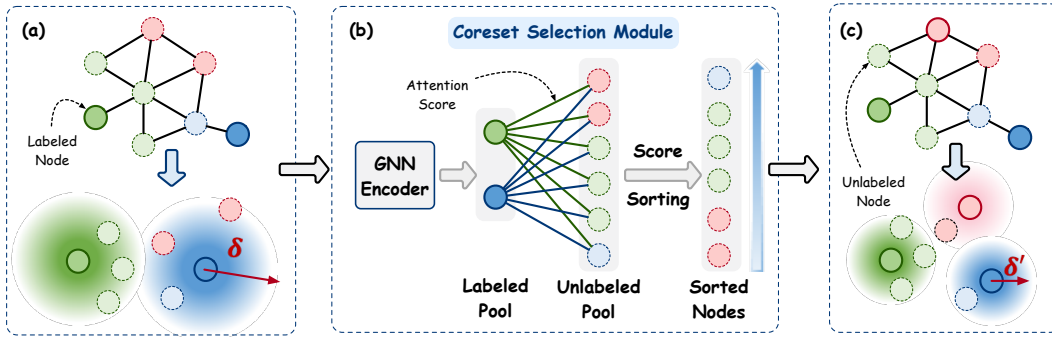 (a)
Labeled
Node
δ
(b)
Coreset Selection Module
Attention
Score
GNN
Encoder
Score
Sorting
Labeled
Pool
Unlabeled
Pool
Sorted
Nodes
(c)
Unlabeled
Node
δ′